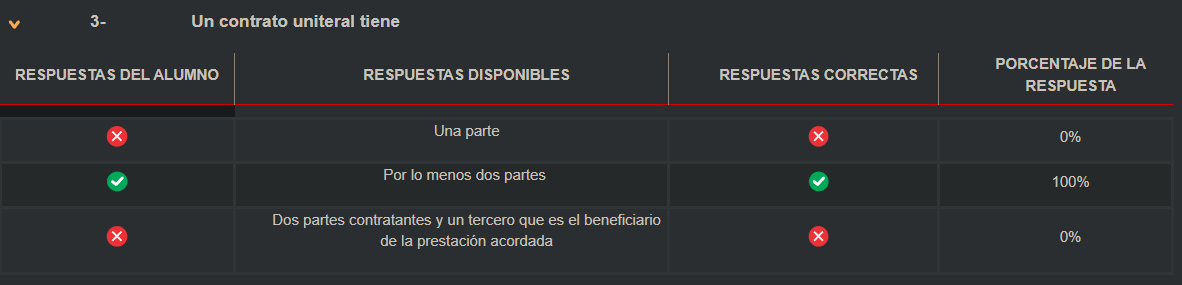 3- Un contrato uniteral tiene
RESPUESTAS DEL ALUMNO RESPUESTAS DISPONIBLES RESPUESTAS CORRECTAS PORCENTAJE DE LA
RESPUESTA
Una parte 0%
Por lo menos dos partes 100%
Dos partes contratantes y un tercero que es el beneficiario
de la prestación acordada 0%